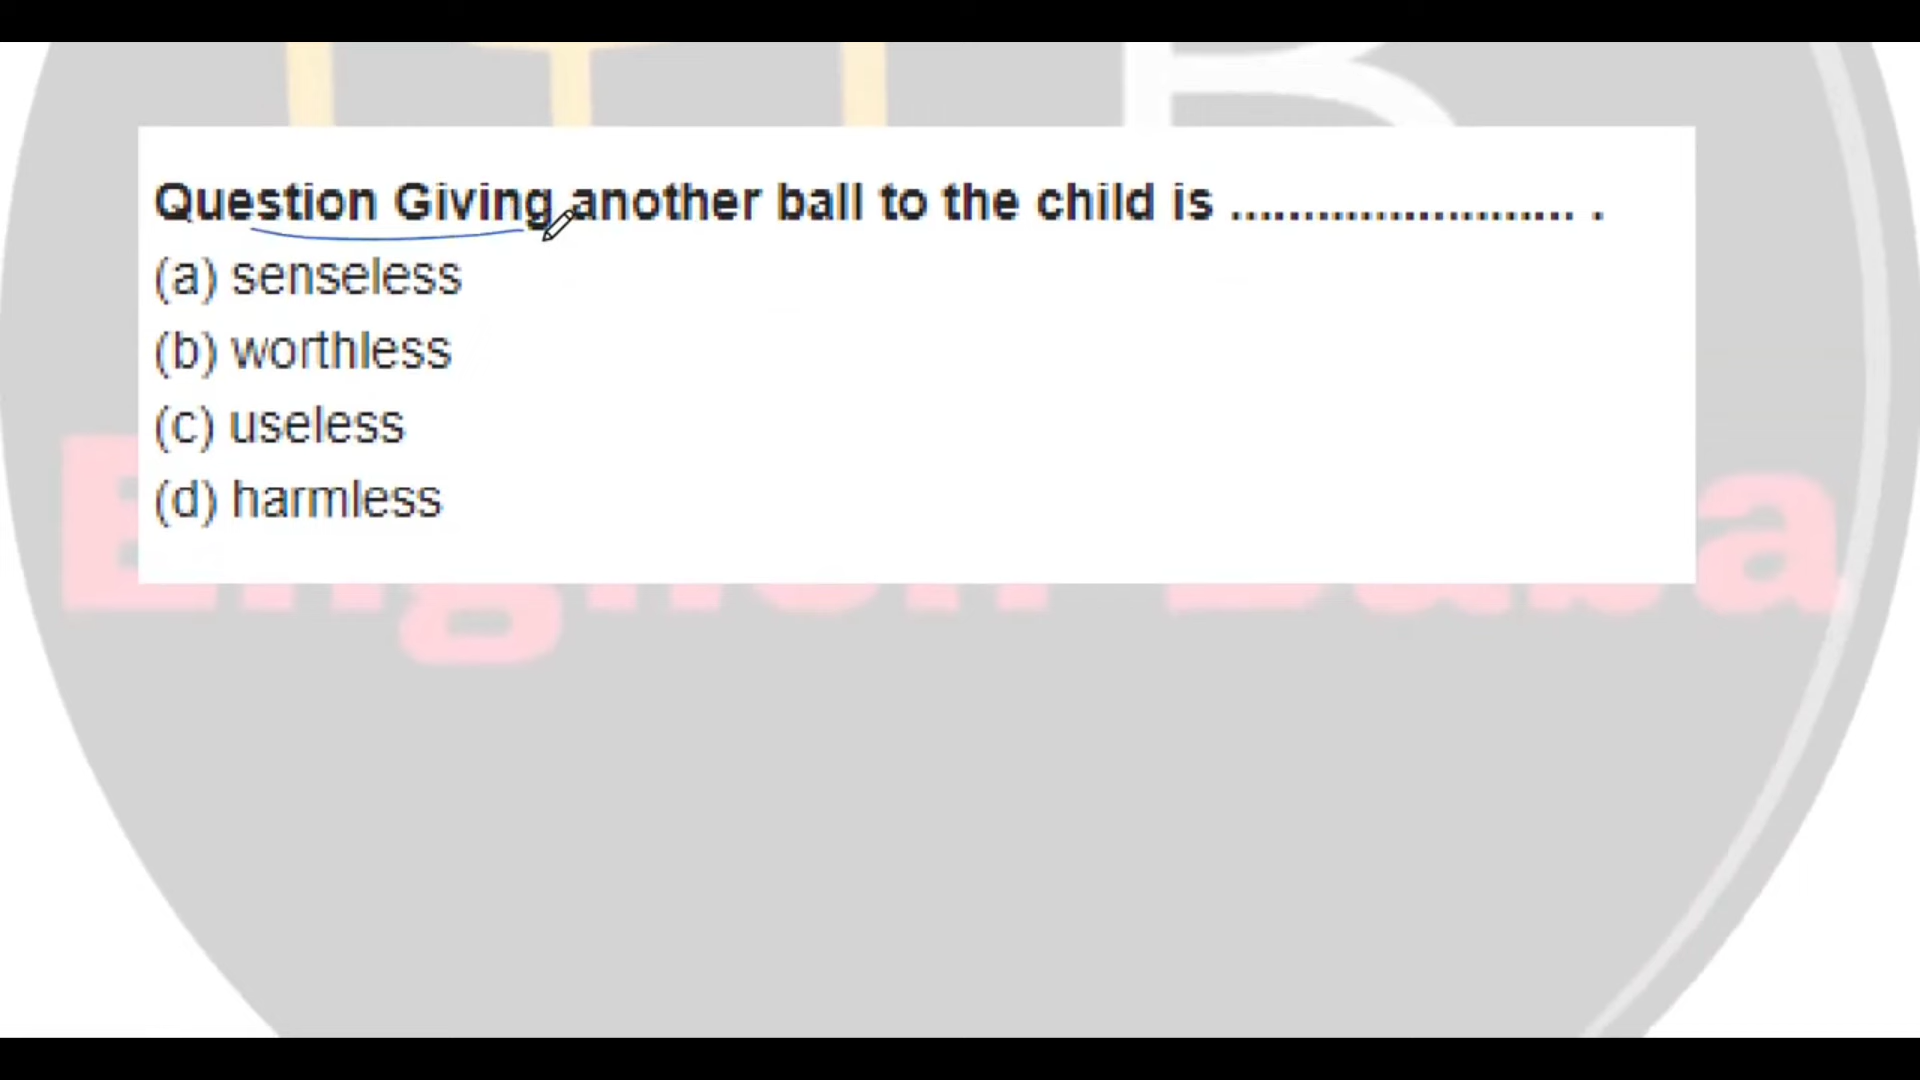 Question Giving another ball to the child is ........................ .
(a) senseless
(b) worthless
(c) useless
(d) harmless